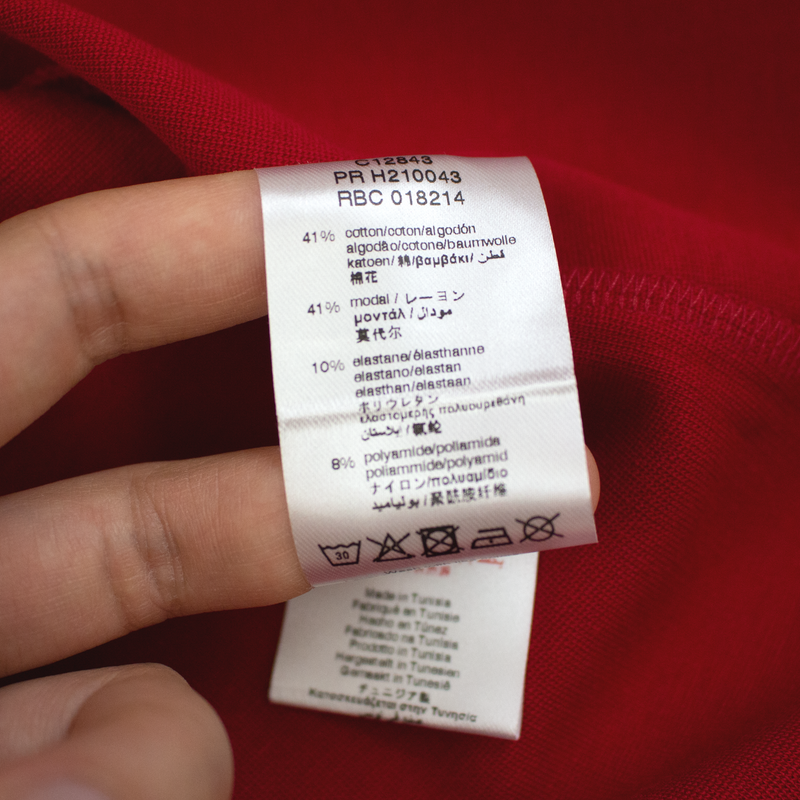 C12843
PR H210043
RBC 018214
41% cotton/coton/algodón
algodão/cotone/baumwolle
katoen/ 綿/βαμβάκι/ قطن
棉花
41% modal / レーヨン
μοντάλ / مودال
莫代尔
10% elastane/élasthanne
elastano/elastan
elasthan/elastaan
ポリウレタン
ελαστομερής πολυουρεθάνη
إيلاستان / 氨纶
8% polyamide/poliamida
poliammide/polyamid
ナイロン/πολυαμίδιο
بولياميد / 聚酰胺纤维
30
Made in Tunisia
Fabriqué en Tunisie
Hecho en Túnez
Fabricado na Tunísia
Prodotto in Tunisia
Hergestellt in Tunesien
Gemaakt in Tunesië
チュニジア製
Κατασκευάζεται στην Τυνησία